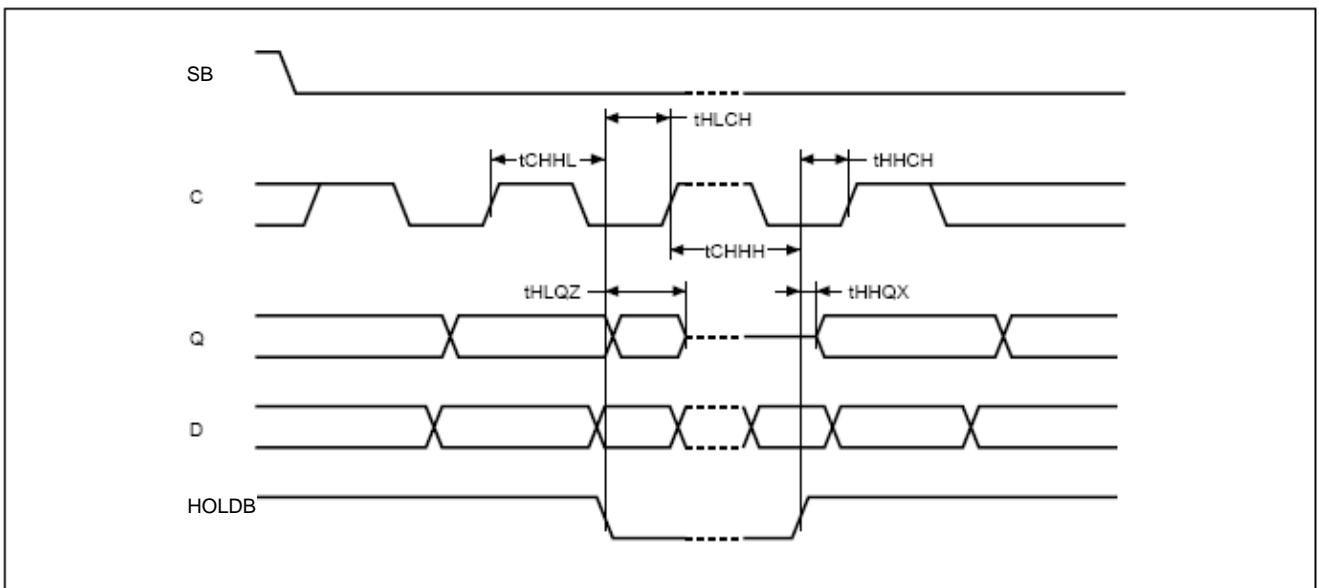 SB
tHLCH
tCHHL
tHHCH
C
tCHHH
tHLQZ
tHHQX
Q
D
HOLDB